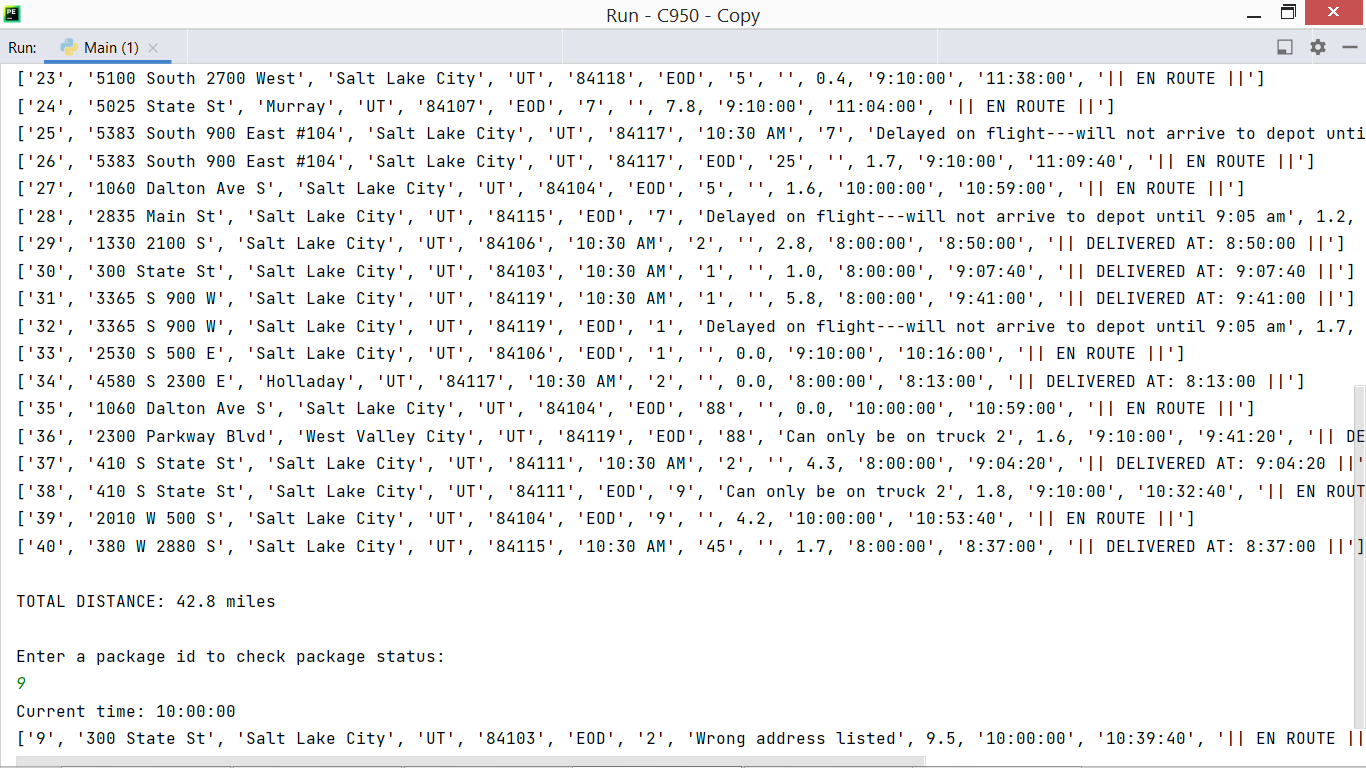 Run - C950 - Copy
Run: Main (1)
['23', '5100 South 2700 West', 'Salt Lake City', 'UT', '84118', 'EOD', '5', '', 0.4, '9:10:00', '11:38:00', '|| EN ROUTE ||']
['24', '5025 State St', 'Murray', 'UT', '84107', 'EOD', '7', '', 7.8, '9:10:00', '11:04:00', '|| EN ROUTE ||']
['25', '5383 South 900 East #104', 'Salt Lake City', 'UT', '84117', '10:30 AM', '7', 'Delayed on flight---will not arrive to depot unti
['26', '5383 South 900 East #104', 'Salt Lake City', 'UT', '84117', 'EOD', '25', '', 1.7, '9:10:00', '11:09:40', '|| EN ROUTE ||']
['27', '1060 Dalton Ave S', 'Salt Lake City', 'UT', '84104', 'EOD', '5', '', 1.6, '10:00:00', '10:59:00', '|| EN ROUTE ||']
['28', '2835 Main St', 'Salt Lake City', 'UT', '84115', 'EOD', '7', 'Delayed on flight---will not arrive to depot until 9:05 am', 1.2,
['29', '1330 2100 S', 'Salt Lake City', 'UT', '84106', '10:30 AM', '2', '', 2.8, '8:00:00', '8:50:00', '|| DELIVERED AT: 8:50:00 ||']
['30', '300 State St', 'Salt Lake City', 'UT', '84103', '10:30 AM', '1', '', 1.0, '8:00:00', '9:07:40', '|| DELIVERED AT: 9:07:40 ||']
['31', '3365 S 900 W', 'Salt Lake City', 'UT', '84119', '10:30 AM', '1', '', 5.8, '8:00:00', '9:41:00', '|| DELIVERED AT: 9:41:00 ||']
['32', '3365 S 900 W', 'Salt Lake City', 'UT', '84119', 'EOD', '1', 'Delayed on flight---will not arrive to depot until 9:05 am', 1.7,
['33', '2530 S 500 E', 'Salt Lake City', 'UT', '84106', 'EOD', '1', '', 0.0, '9:10:00', '10:16:00', '|| EN ROUTE ||']
['34', '4580 S 2300 E', 'Holladay', 'UT', '84117', '10:30 AM', '2', '', 0.0, '8:00:00', '8:13:00', '|| DELIVERED AT: 8:13:00 ||']
['35', '1060 Dalton Ave S', 'Salt Lake City', 'UT', '84104', 'EOD', '88', '', 0.0, '10:00:00', '10:59:00', '|| EN ROUTE ||']
['36', '2300 Parkway Blvd', 'West Valley City', 'UT', '84119', 'EOD', '88', 'Can only be on truck 2', 1.6, '9:10:00', '9:41:20', '|| DE
['37', '410 S State St', 'Salt Lake City', 'UT', '84111', '10:30 AM', '2', '', 4.3, '8:00:00', '9:04:20', '|| DELIVERED AT: 9:04:20 ||'
['38', '410 S State St', 'Salt Lake City', 'UT', '84111', 'EOD', '9', 'Can only be on truck 2', 1.8, '9:10:00', '10:32:40', '|| EN ROUT
['39', '2010 W 500 S', 'Salt Lake City', 'UT', '84104', 'EOD', '9', '', 4.2, '10:00:00', '10:53:40', '|| EN ROUTE ||']
['40', '380 W 2880 S', 'Salt Lake City', 'UT', '84115', '10:30 AM', '45', '', 1.7, '8:00:00', '8:37:00', '|| DELIVERED AT: 8:37:00 ||']
TOTAL DISTANCE: 42.8 miles
Enter a package id to check package status:
9
Current time: 10:00:00
['9', '300 State St', 'Salt Lake City', 'UT', '84103', 'EOD', '2', 'Wrong address listed', 9.5, '10:00:00', '10:39:40', '|| EN ROUTE ||